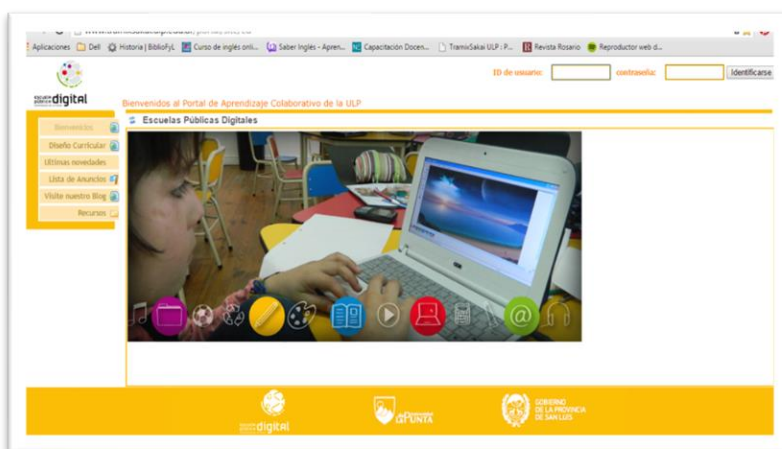 Aplicaciones Dell Historia | BiblioFyL Curso de inglés onli... Saber Inglés - Apren... Capacitación Docen... TramixSakai ULP : P... Revista Rosario Reproductor web d...
ID de usuario: contraseña: Identificarse
digital
Bienvenidos al Portal de Aprendizaje Colaborativo de la ULP
Escuelas Públicas Digitales
Bienvenidos
Diseño Curricular
Ultimas novedades
Lista de Anuncios
Visite nuestro Blog
Recursos
@
digital
LA PUNTA
GOBIERNO
DE LA PROVINCIA
DE SAN LUIS